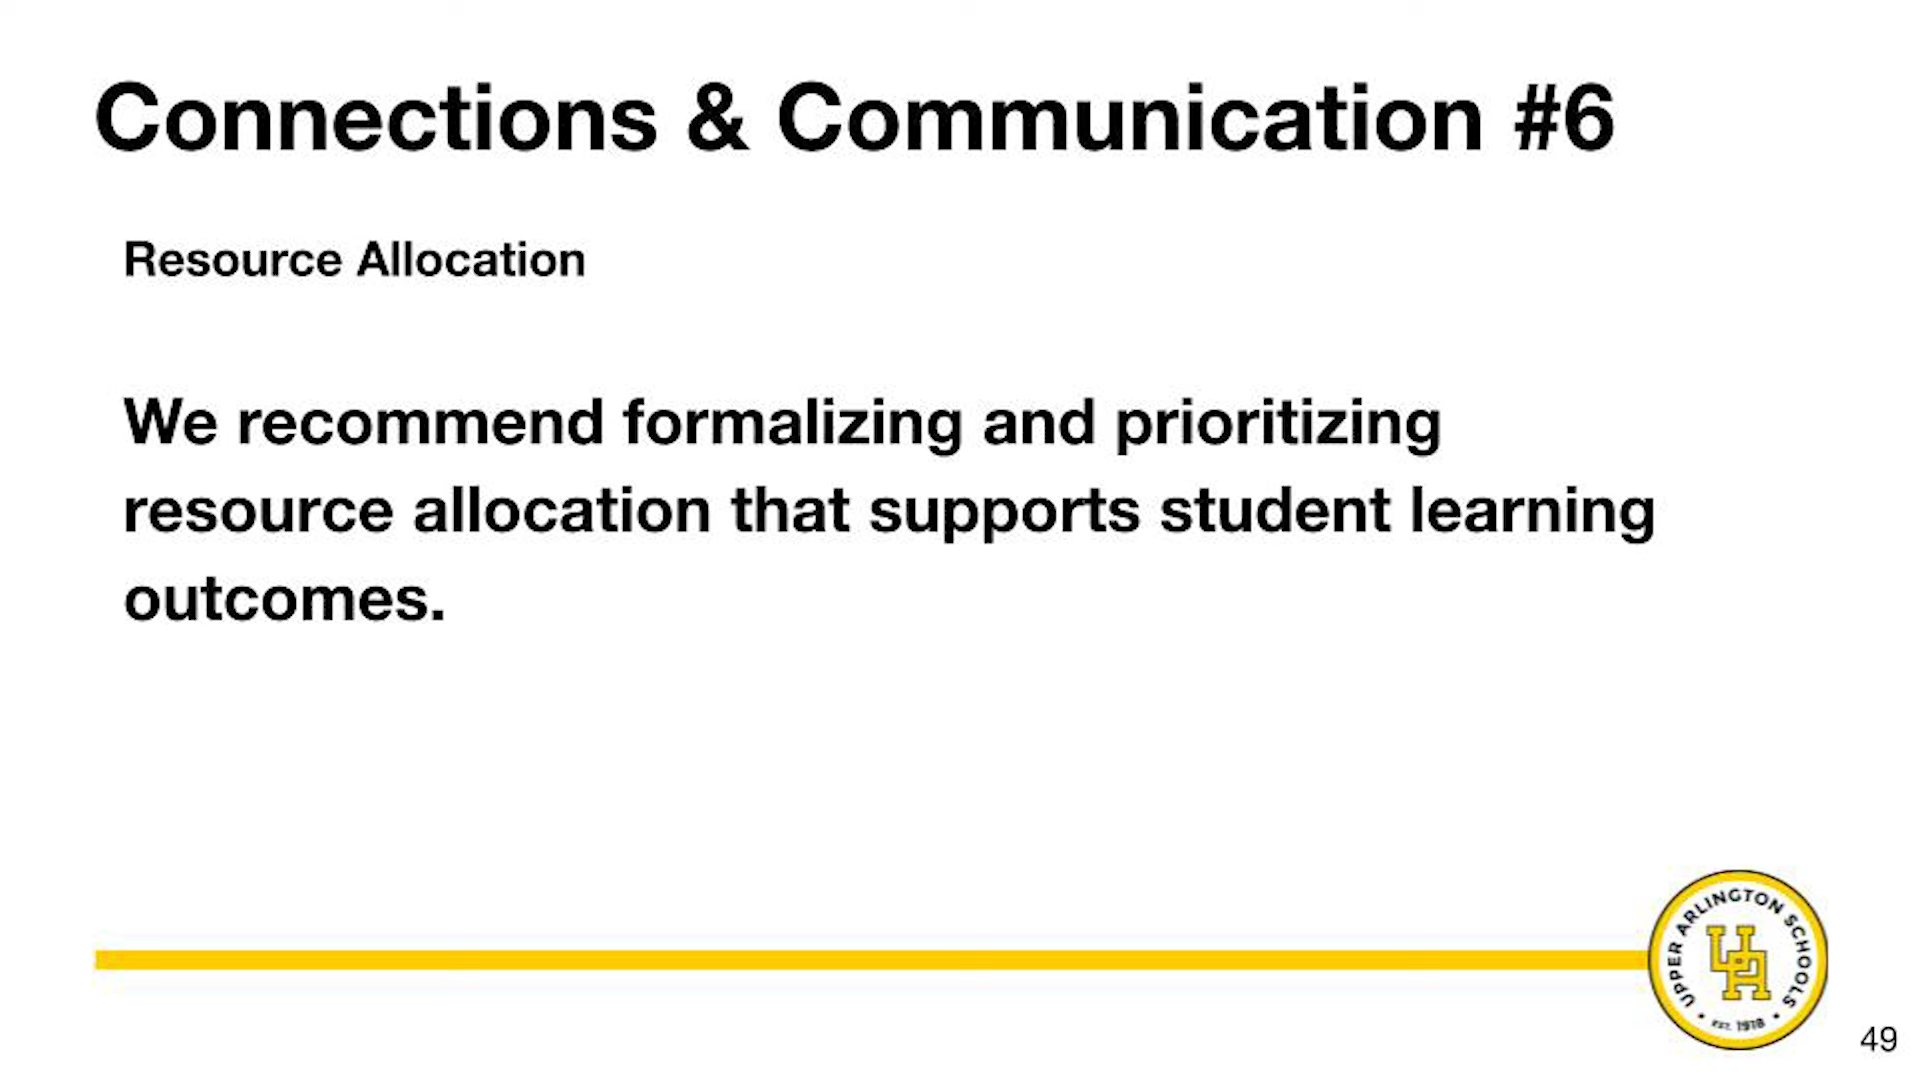 Connections & Communication #6
Resource Allocation
We recommend formalizing and prioritizing
resource allocation that supports student learning
outcomes.
UPPER ARLINGTON SCHOOLS
UA
EST. 1918
49